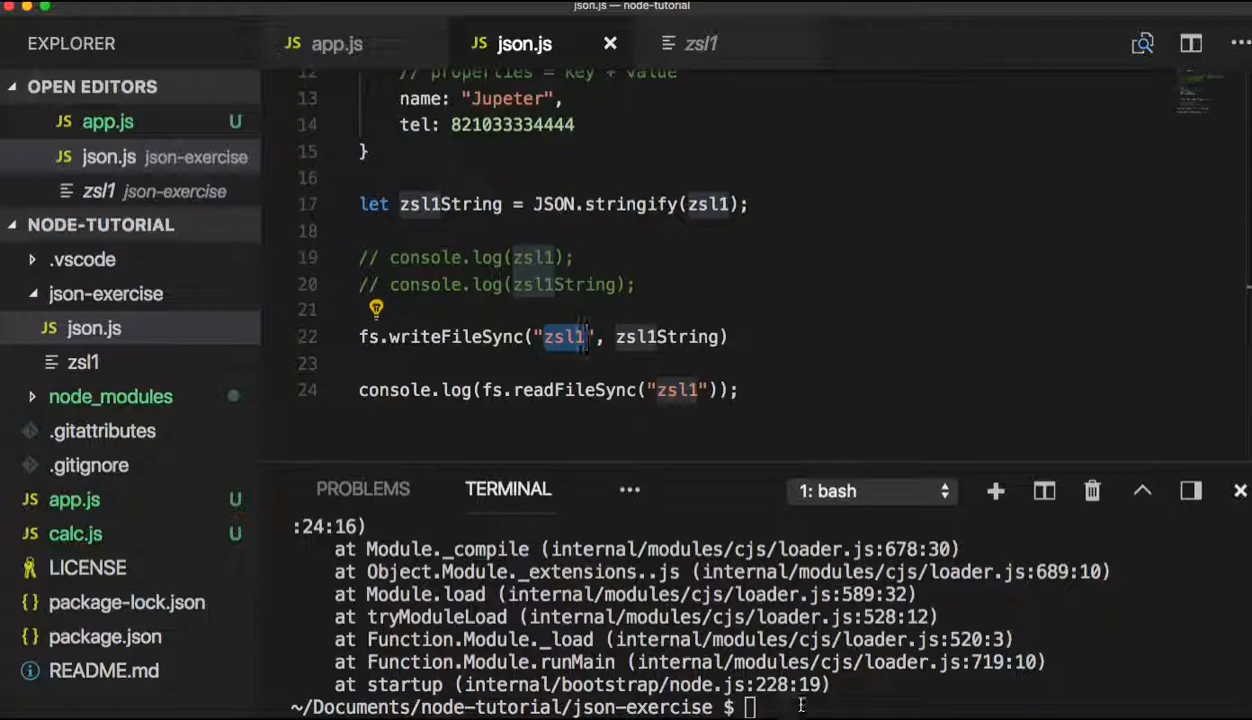 json.js — node-tutorial
EXPLORER
JS app.js
JS json.js
zsl1
OPEN EDITORS
JS app.js U
JS json.js json-exercise
zsl1 json-exercise
NODE-TUTORIAL
.vscode
json-exercise
JS json.js
zsl1
node_modules
.gitattributes
.gitignore
JS app.js U
JS calc.js U
LICENSE
{} package-lock.json
{} package.json
README.md
12 // properties = key + value
13 name: "Jupeter",
14 tel: 821033334444
15 }
16
17 let zsl1String = JSON.stringify(zsl1);
18
19 // console.log(zsl1);
20 // console.log(zsl1String);
21
22 fs.writeFileSync("zsl1", zsl1String)
23
24 console.log(fs.readFileSync("zsl1"));
PROBLEMS TERMINAL ••• 1: bash
:24:16)
at Module._compile (internal/modules/cjs/loader.js:678:30)
at Object.Module._extensions..js (internal/modules/cjs/loader.js:689:10)
at Module.load (internal/modules/cjs/loader.js:589:32)
at tryModuleLoad (internal/modules/cjs/loader.js:528:12)
at Function.Module._load (internal/modules/cjs/loader.js:520:3)
at Function.Module.runMain (internal/modules/cjs/loader.js:719:10)
at startup (internal/bootstrap/node.js:228:19)
~/Documents/node-tutorial/json-exercise $